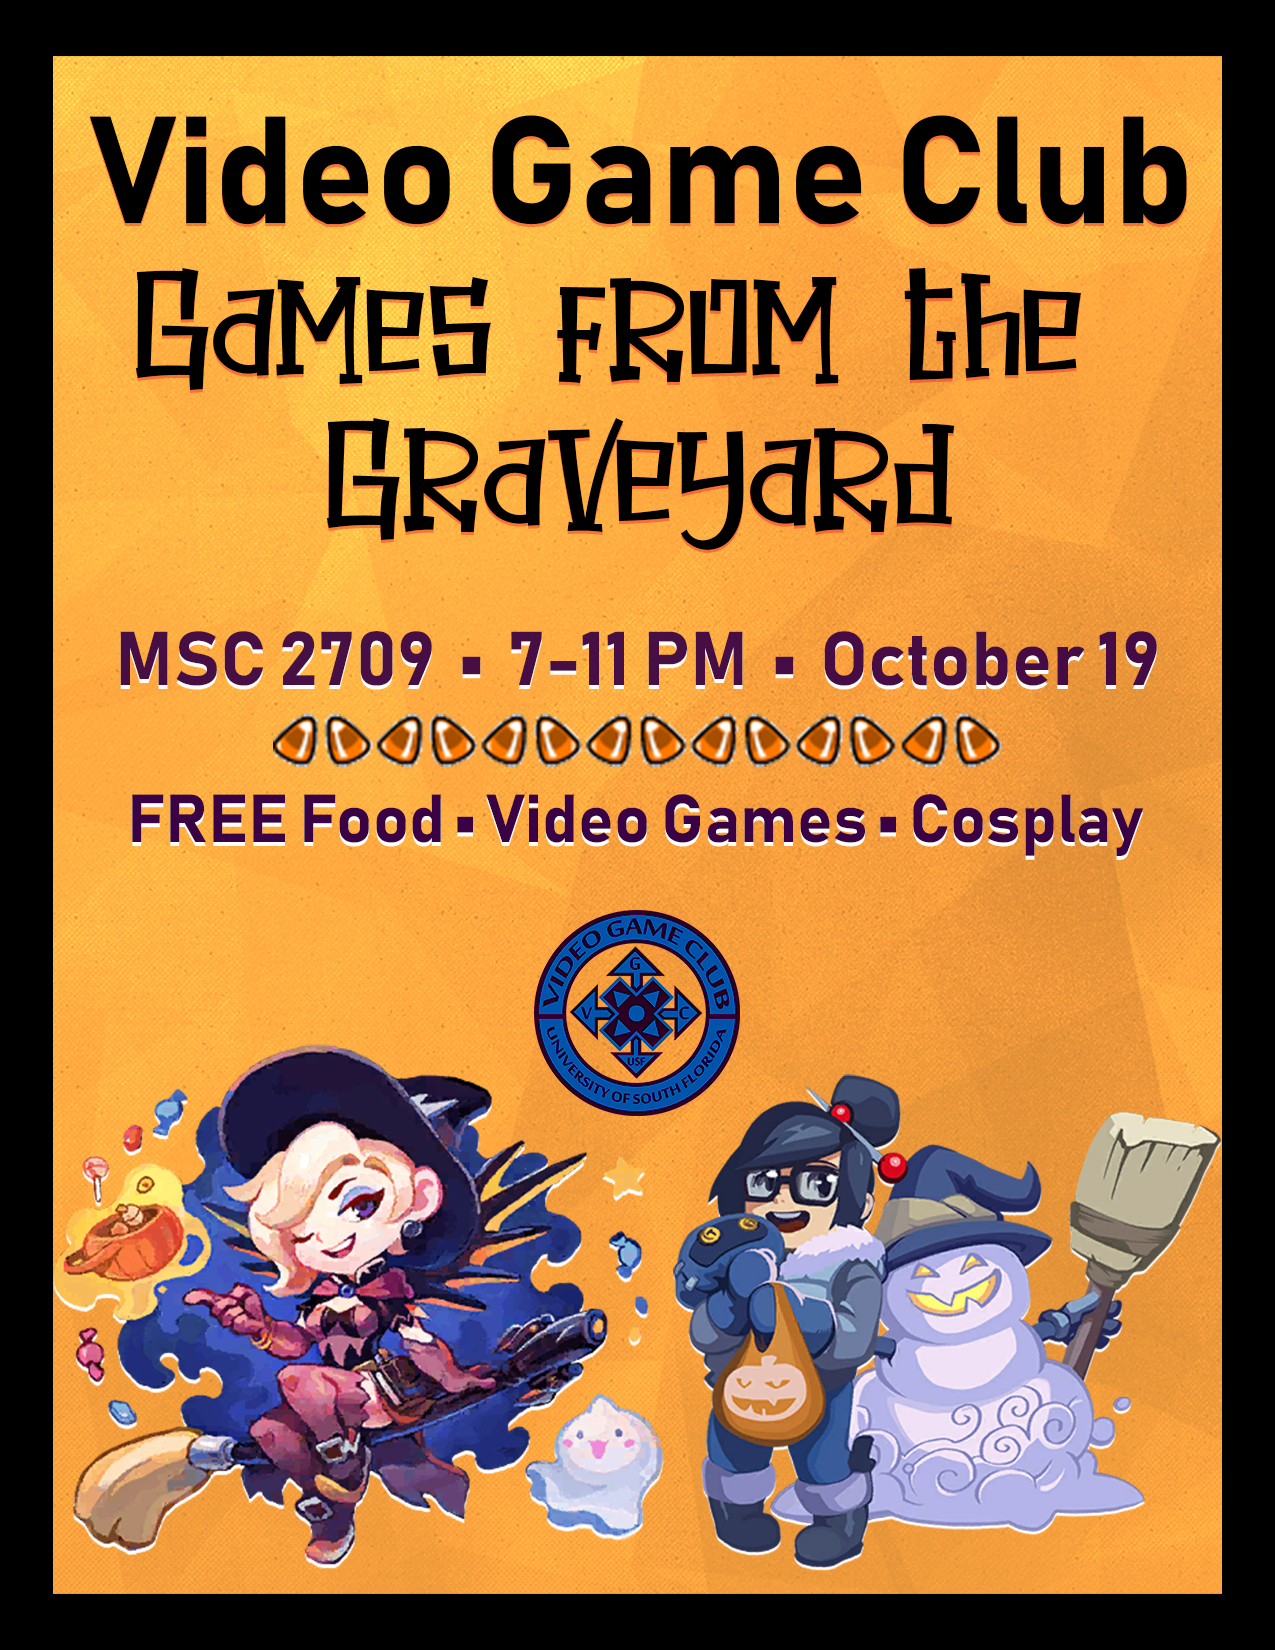 Video Game Club
Games from the
Graveyard
MSC 2709 ▪ 7-11 PM ▪ October 19
FREE Food ▪ Video Games ▪ Cosplay
VIDEO GAME CLUB
G
V C
USF
UNIVERSITY OF SOUTH FLORIDA